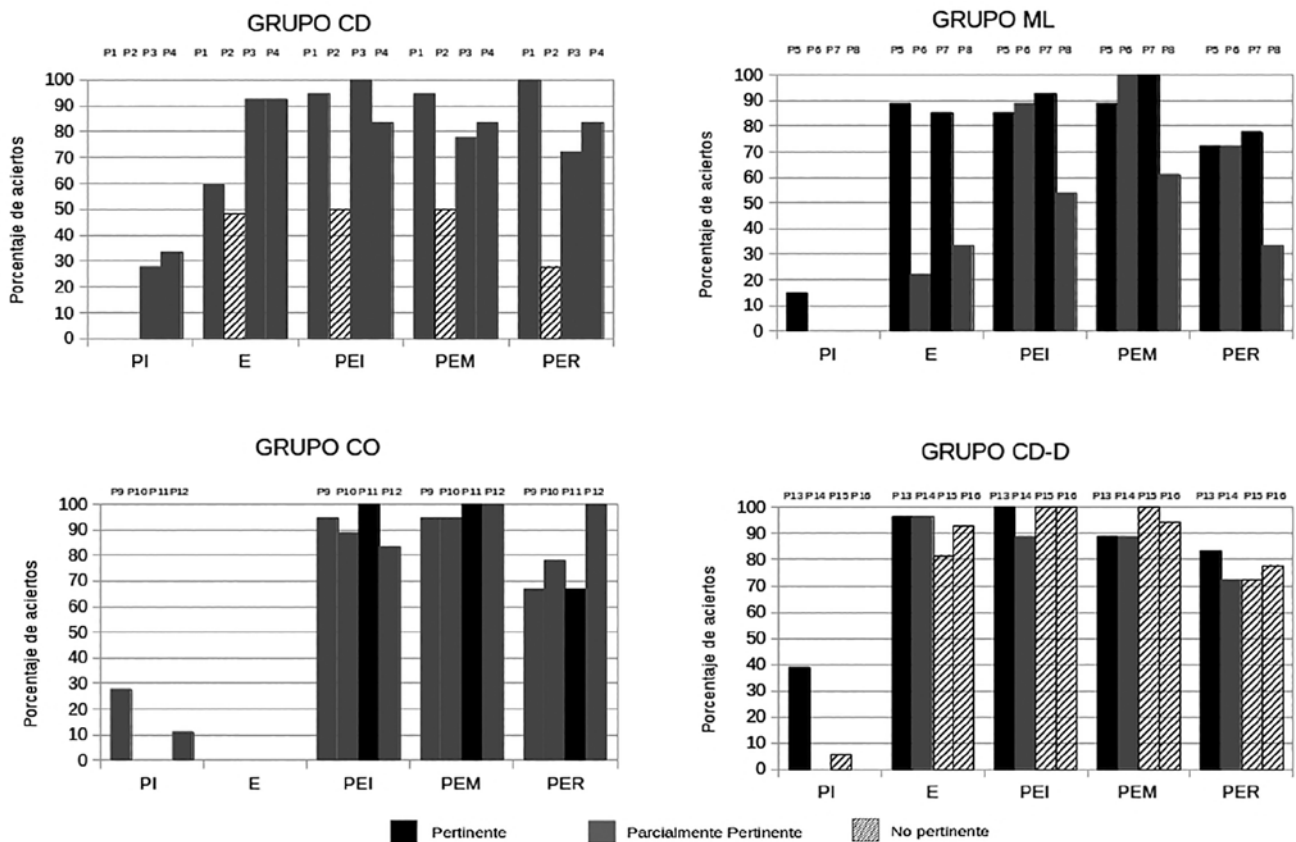 GRUPO CD
P1 P2 P3 P4 P1 P2 P3 P4 P1 P2 P3 P4 P1 P2 P3 P4 P1 P2 P3 P4
Porcentaje de aciertos
100
90
80
70
60
50
40
30
20
10
0
PI E PEI PEM PER
GRUPO ML
P5 P6 P7 P8 P5 P6 P7 P8 P5 P6 P7 P8 P5 P6 P7 P8 P5 P6 P7 P8
Porcentaje de aciertos
100
90
80
70
60
50
40
30
20
10
0
PI E PEI PEM PER
GRUPO CO
P9 P10 P11 P12 P9 P10 P11 P12 P9 P10 P11 P12 P9 P10 P11 P12
Porcentaje de aciertos
100
90
80
70
60
50
40
30
20
10
0
PI E PEI PEM PER
GRUPO CD-D
P13 P14 P15 P16 P13 P14 P15 P16 P13 P14 P15 P16 P13 P14 P15 P16 P13 P14 P15 P16
Porcentaje de aciertos
100
90
80
70
60
50
40
30
20
10
0
PI E PEI PEM PER
Pertinente Parcialmente Pertinente No pertinente